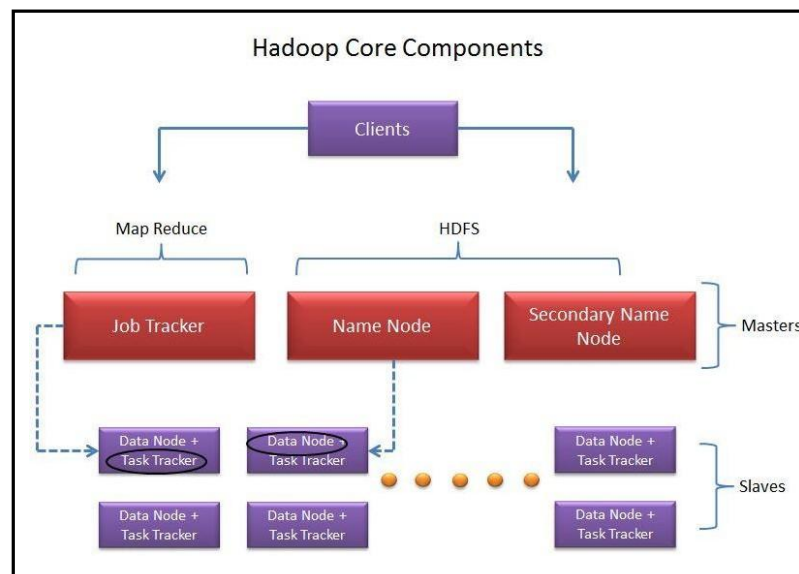 Hadoop Core Components
Clients
Map Reduce
HDFS
Job Tracker
Name Node
Secondary Name
Node
Masters
Data Node +
Task Tracker
Data Node +
Task Tracker
Data Node +
Task Tracker
Slaves
Data Node +
Task Tracker
Data Node +
Task Tracker
Data Node +
Task Tracker